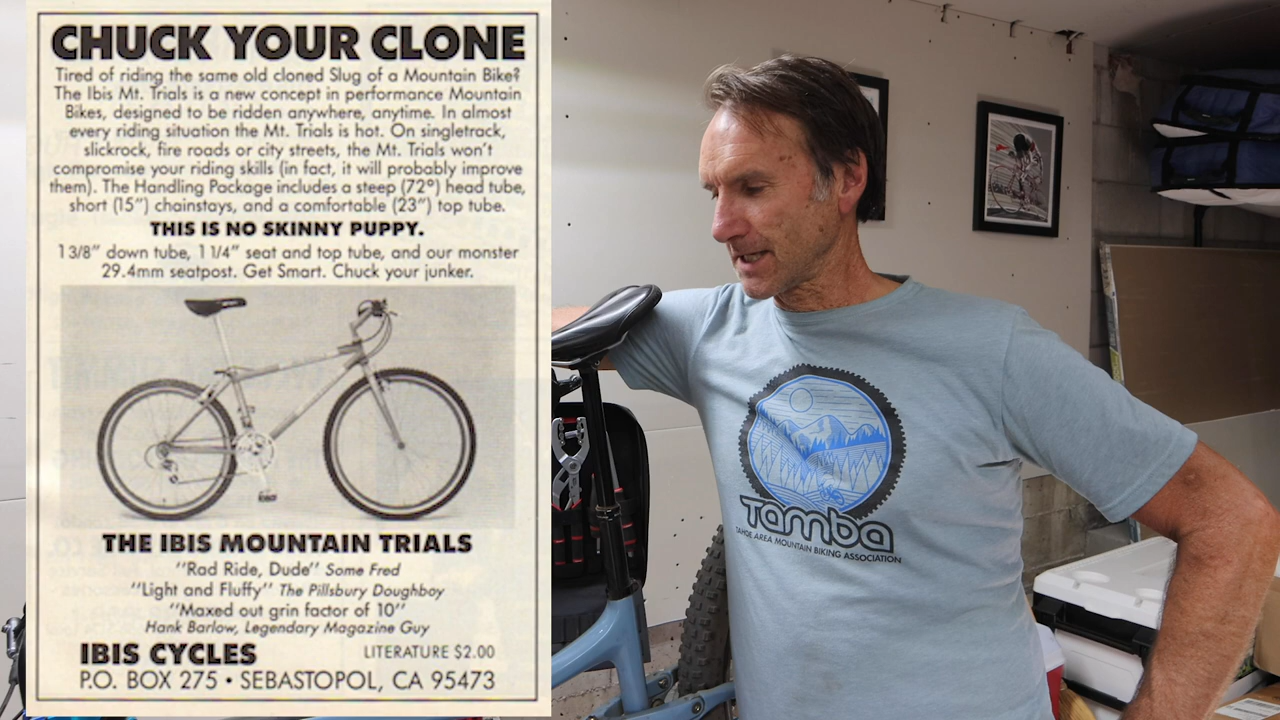 CHUCK YOUR CLONE
Tired of riding the same old cloned Slug of a Mountain Bike?
The Ibis Mt. Trials is a new concept in performance Mountain
Bikes, designed to be ridden anywhere, anytime. In almost
every riding situation the Mt. Trials is hot. On singletrack,
slickrock, fire roads or city streets, the Mt. Trials won't
compromise your riding skills (in fact, it will probably improve
them). The Handling Package includes a steep (72°) head tube,
short (15") chainstays, and a comfortable (23") top tube.
THIS IS NO SKINNY PUPPY.
1 3/8" down tube, 1 1/4" seat and top tube, and our monster
29.4mm seatpost. Get Smart. Chuck your junker.
THE IBIS MOUNTAIN TRIALS
"Rad Ride, Dude" Some Fred
"Light and Fluffy" The Pillsbury Doughboy
"Maxed out grin factor of 10"
Hank Barlow, Legendary Magazine Guy
IBIS CYCLES LITERATURE $2.00
P.O. BOX 275 • SEBASTOPOL, CA 95473
TAMBA
TAHOE AREA MOUNTAIN BIKING ASSOCIATION